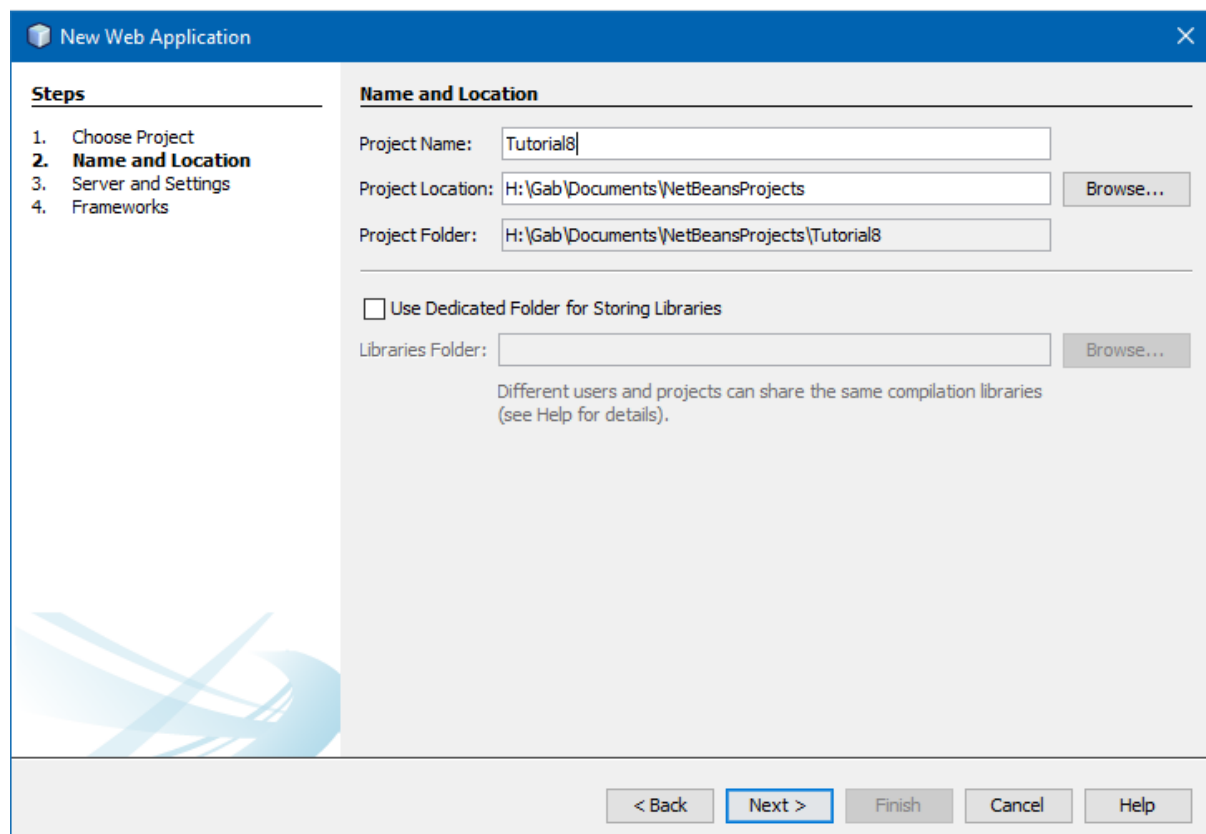 New Web Application
Steps
1. Choose Project
2. Name and Location
3. Server and Settings
4. Frameworks
Name and Location
Project Name: Tutorial8
Project Location: H:\Gab\Documents\NetBeansProjects Browse...
Project Folder: H:\Gab\Documents\NetBeansProjects\Tutorial8
Use Dedicated Folder for Storing Libraries
Libraries Folder: Browse...
Different users and projects can share the same compilation libraries
(see Help for details).
< Back Next > Finish Cancel Help